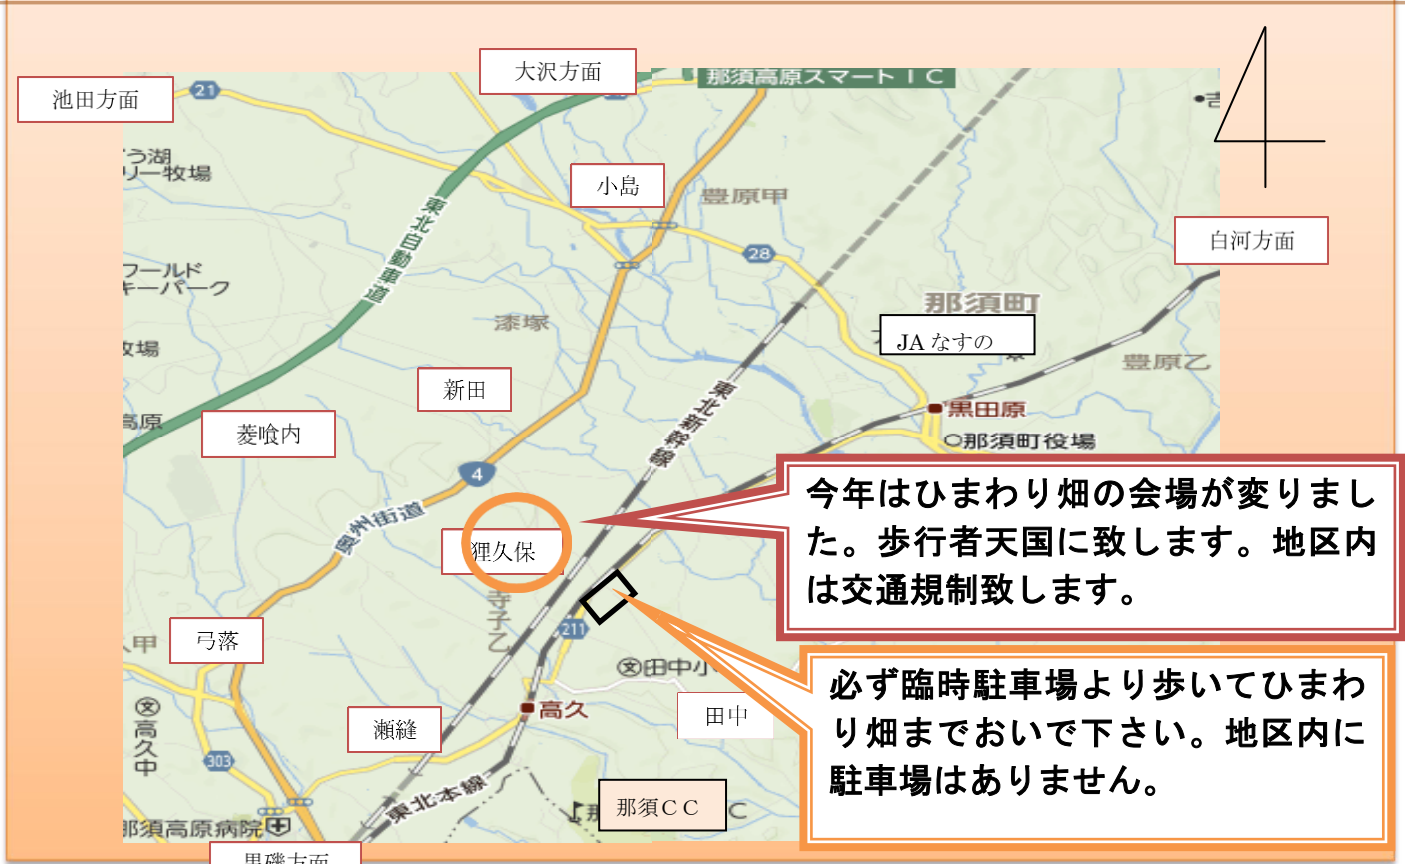 大沢方面
那須高原スマートＩＣ
池田方面
21
う湖
リー牧場
小島
豊原甲
白河方面
東北自動車道
28
ワールド
キーパーク
那須町
漆塚
JAなすの
牧場
豊原乙
新田
東北新幹線
高原
菱喰内
黒田原
那須町役場
4
奥州街道
今年はひまわり畑の会場が変りまし
た。歩行者天国に致します。地区内
は交通規制致します。
狸久保
寺子乙
211
弓落
甲
文田中小
必ず臨時駐車場より歩いてひまわ
り畑までおいで下さい。地区内に
駐車場はありません。
文高久中
高久
田中
瀬縫
303
東北本線
那須ＣＣ
C
那須高原病院
黒磯方面